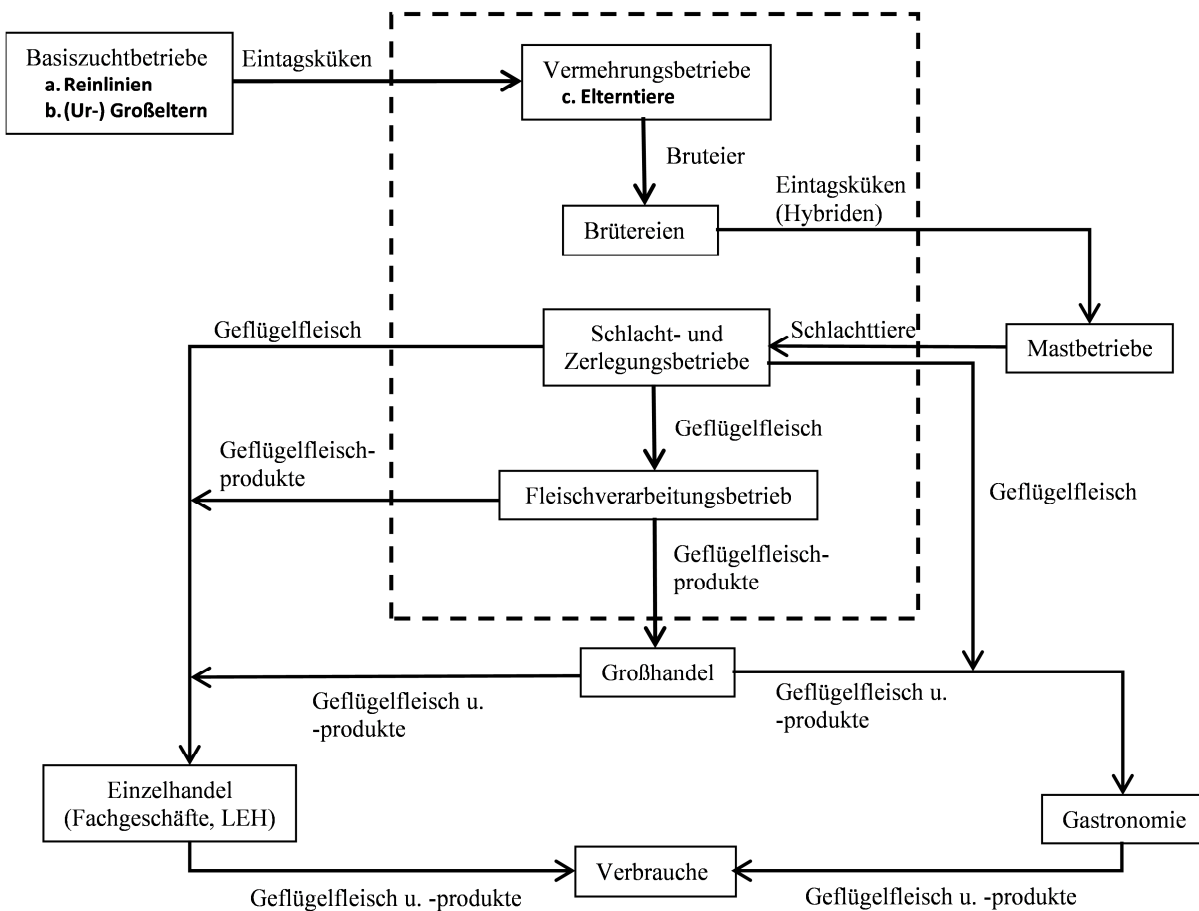 Basiszuchtbetriebe
a. Reinlinien
b. (Ur-) Großeltern
Eintagsküken
Vermehrungsbetriebe
c. Elterntiere
Bruteier
Eintagsküken
(Hybriden)
Brütereien
Geflügelfleisch
Schlacht- und
Zerlegungsbetriebe
Schlachttiere
Mastbetriebe
Geflügelfleisch
Geflügelfleisch-
produkte
Fleischverarbeitungsbetrieb
Geflügelfleisch
Geflügelfleisch-
produkte
Großhandel
Geflügelfleisch u.
-produkte
Geflügelfleisch u.
-produkte
Einzelhandel
(Fachgeschäfte, LEH)
Gastronomie
Verbrauche
Geflügelfleisch u. -produkte
Geflügelfleisch u. -produkte